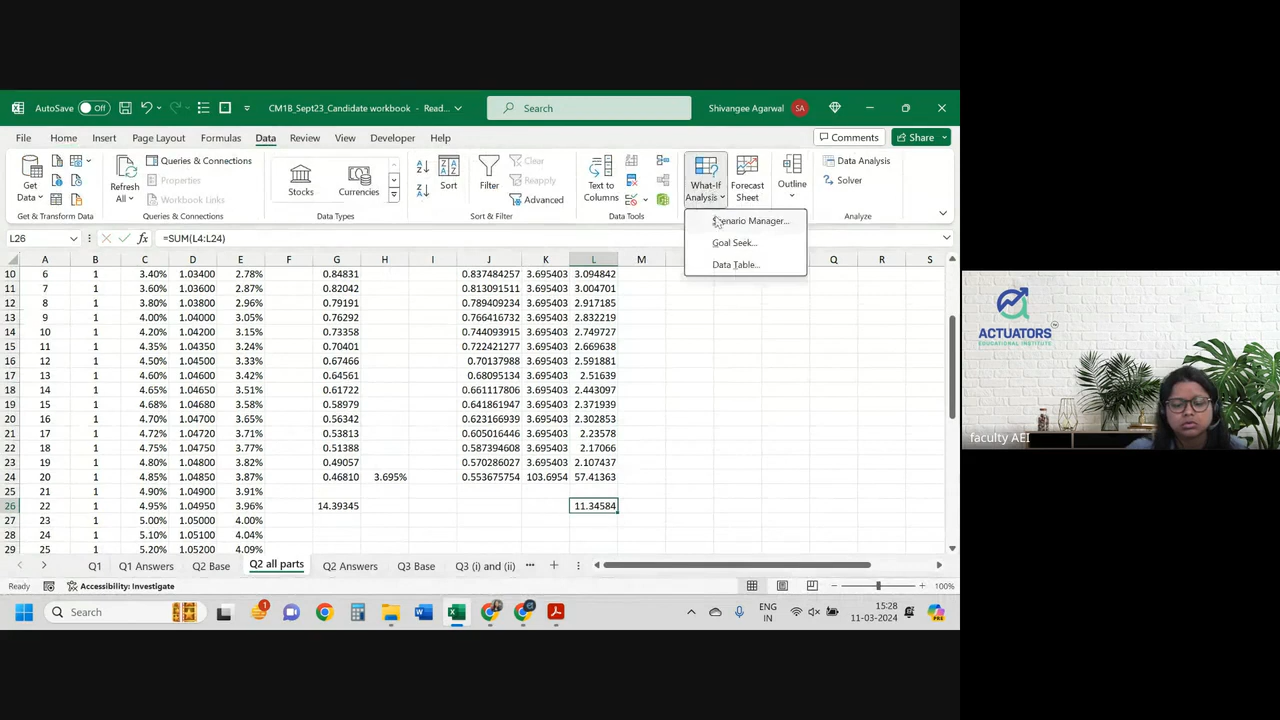 AutoSave Off CM1B_Sept23_Candidate workbook - Read... Search Shivangee Agarwal SA
File Home Insert Page Layout Formulas Data Review View Developer Help Comments Share
Get Data Refresh All Queries & Connections Properties Workbook Links Stocks Currencies Sort Filter Clear Reapply Advanced Text to Columns What-If Analysis Forecast Sheet Outline Data Analysis Solver
Get & Transform Data Queries & Connections Data Types Sort & Filter Data Tools Analyze
Scenario Manager...
Goal Seek...
Data Table...
L26 fx =SUM(L4:L24)
A B C D E F G H I J K L M Q R S
10 6 1 3.40% 1.03400 2.78% 0.84831 0.837484257 3.695403 3.094842
11 7 1 3.60% 1.03600 2.87% 0.82042 0.813091511 3.695403 3.004701
12 8 1 3.80% 1.03800 2.96% 0.79191 0.789409234 3.695403 2.917185
13 9 1 4.00% 1.04000 3.05% 0.76292 0.766416732 3.695403 2.832219
14 10 1 4.20% 1.04200 3.15% 0.73358 0.744093915 3.695403 2.749727
15 11 1 4.35% 1.04350 3.24% 0.70401 0.722421277 3.695403 2.669638
16 12 1 4.50% 1.04500 3.33% 0.67466 0.70137988 3.695403 2.591881
17 13 1 4.60% 1.04600 3.42% 0.64561 0.68095134 3.695403 2.51639
18 14 1 4.65% 1.04650 3.51% 0.61722 0.661117806 3.695403 2.443097
19 15 1 4.68% 1.04680 3.58% 0.58979 0.641861947 3.695403 2.371939
20 16 1 4.70% 1.04700 3.65% 0.56342 0.623166939 3.695403 2.302853
21 17 1 4.72% 1.04720 3.71% 0.53813 0.605016446 3.695403 2.23578
22 18 1 4.75% 1.04750 3.77% 0.51388 0.587394608 3.695403 2.17066
23 19 1 4.80% 1.04800 3.82% 0.49057 0.570286027 3.695403 2.107437
24 20 1 4.85% 1.04850 3.87% 0.46810 3.695% 0.553675754 103.6954 57.41363
25 21 1 4.90% 1.04900 3.91%
26 22 1 4.95% 1.04950 3.96% 14.39345 11.34584
27 23 1 5.00% 1.05000 4.00%
28 24 1 5.10% 1.05100 4.04%
29 25 1 5.20% 1.05200 4.09%
Q1 Q1 Answers Q2 Base Q2 all parts Q2 Answers Q3 Base Q3 (i) and (ii)
Ready Accessibility: Investigate 100%
Search 1 ENG IN 15:28 11-03-2024
ACTUATORS
EDUCATIONAL INSTITUTE
faculty AEI